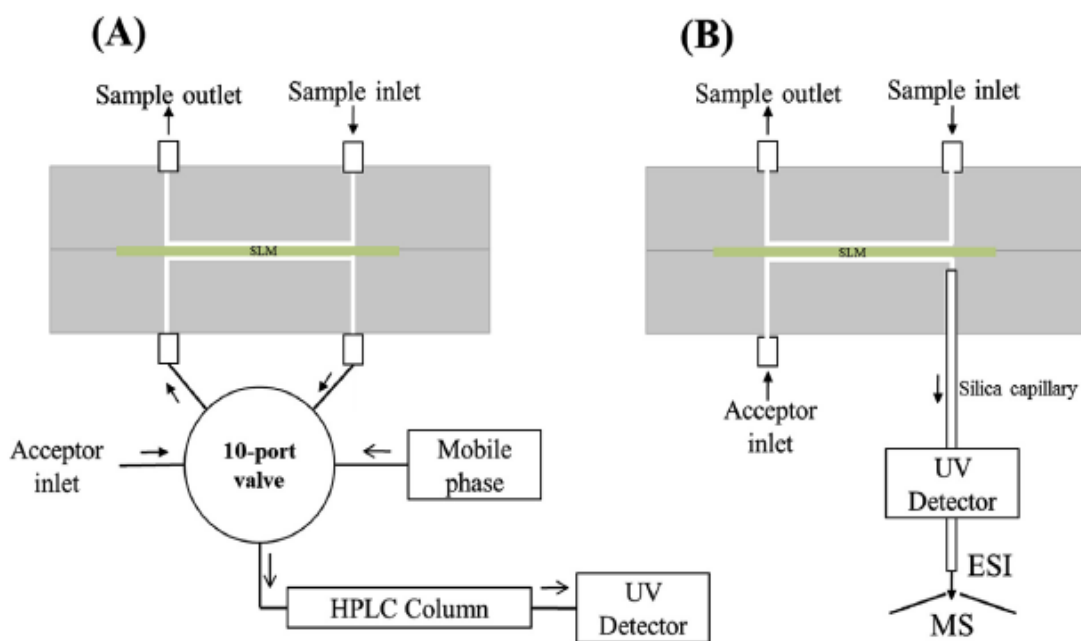 (A)
Sample outlet
Sample inlet
SLM
10-port
valve
Acceptor
inlet
Mobile
phase
HPLC Column
UV
Detector
(B)
Sample outlet
Sample inlet
SLM
Silica capillary
Acceptor
inlet
UV
Detector
ESI
MS